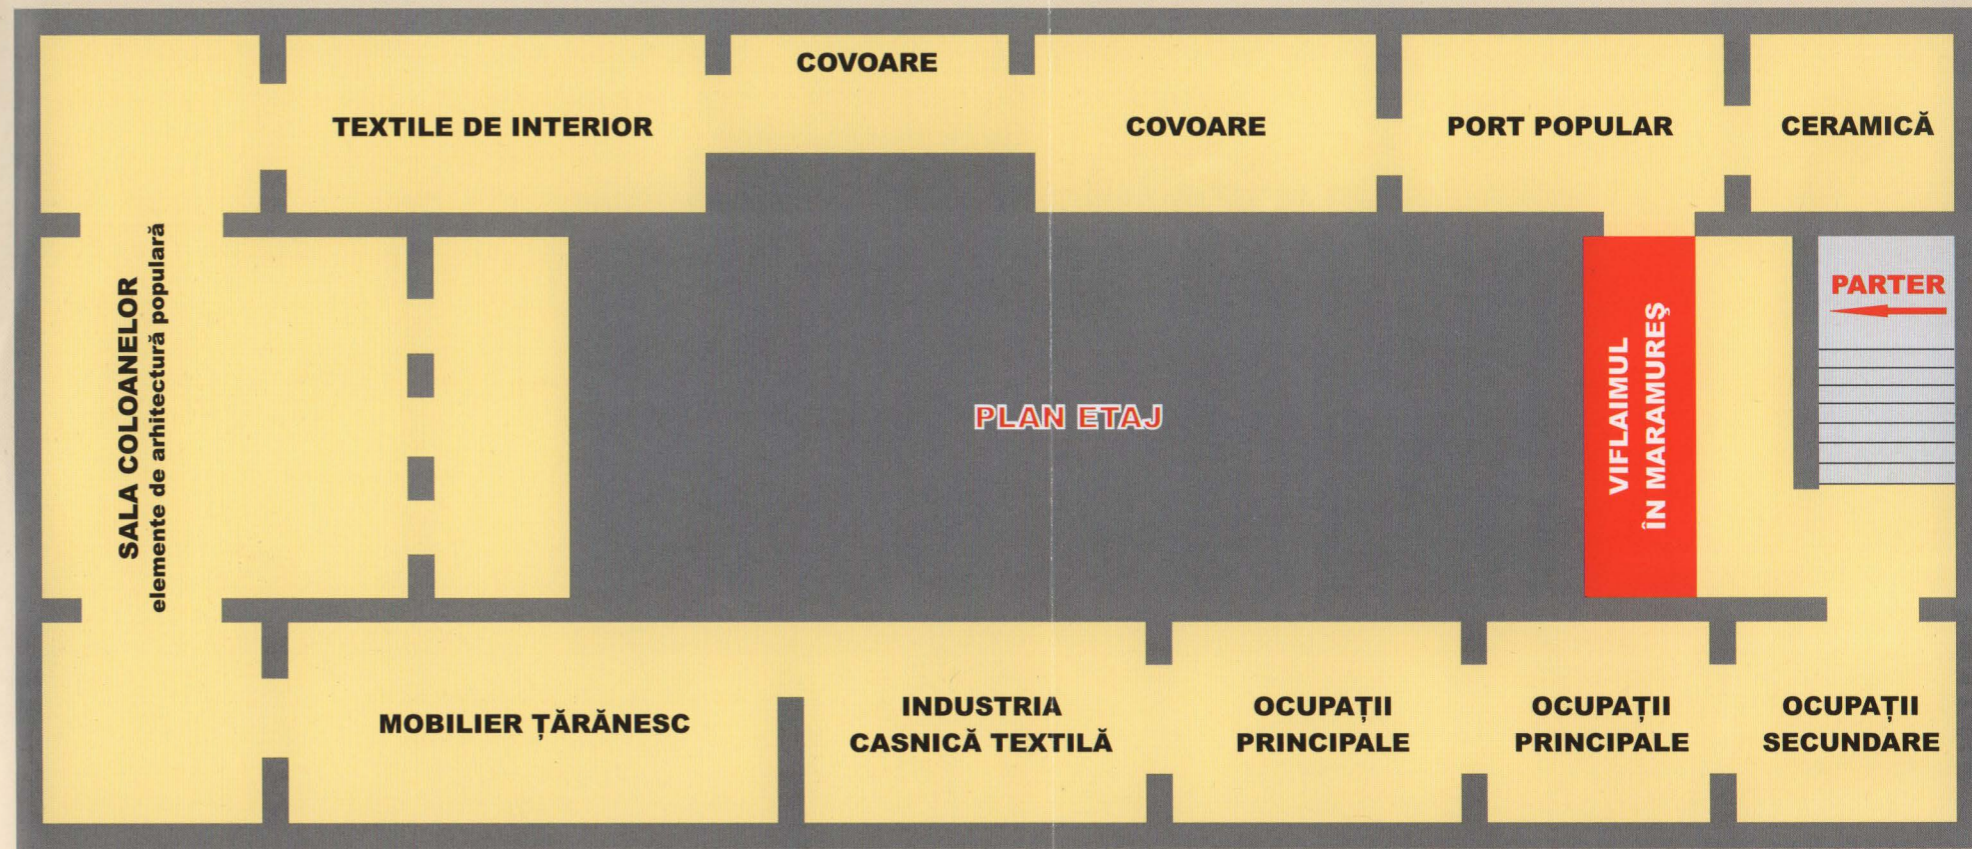 COVOARE
TEXTILE DE INTERIOR
COVOARE
PORT POPULAR
CERAMICĂ
SALA COLOANELOR
elemente de arhitectură populară
PLAN ETAJ
VIFLAIMUL
ÎN MARAMUREŞ
PARTER
MOBILIER ȚĂRĂNESC
INDUSTRIA
CASNICĂ TEXTILĂ
OCUPAȚII
PRINCIPALE
OCUPAȚII
PRINCIPALE
OCUPAȚII
SECUNDARE